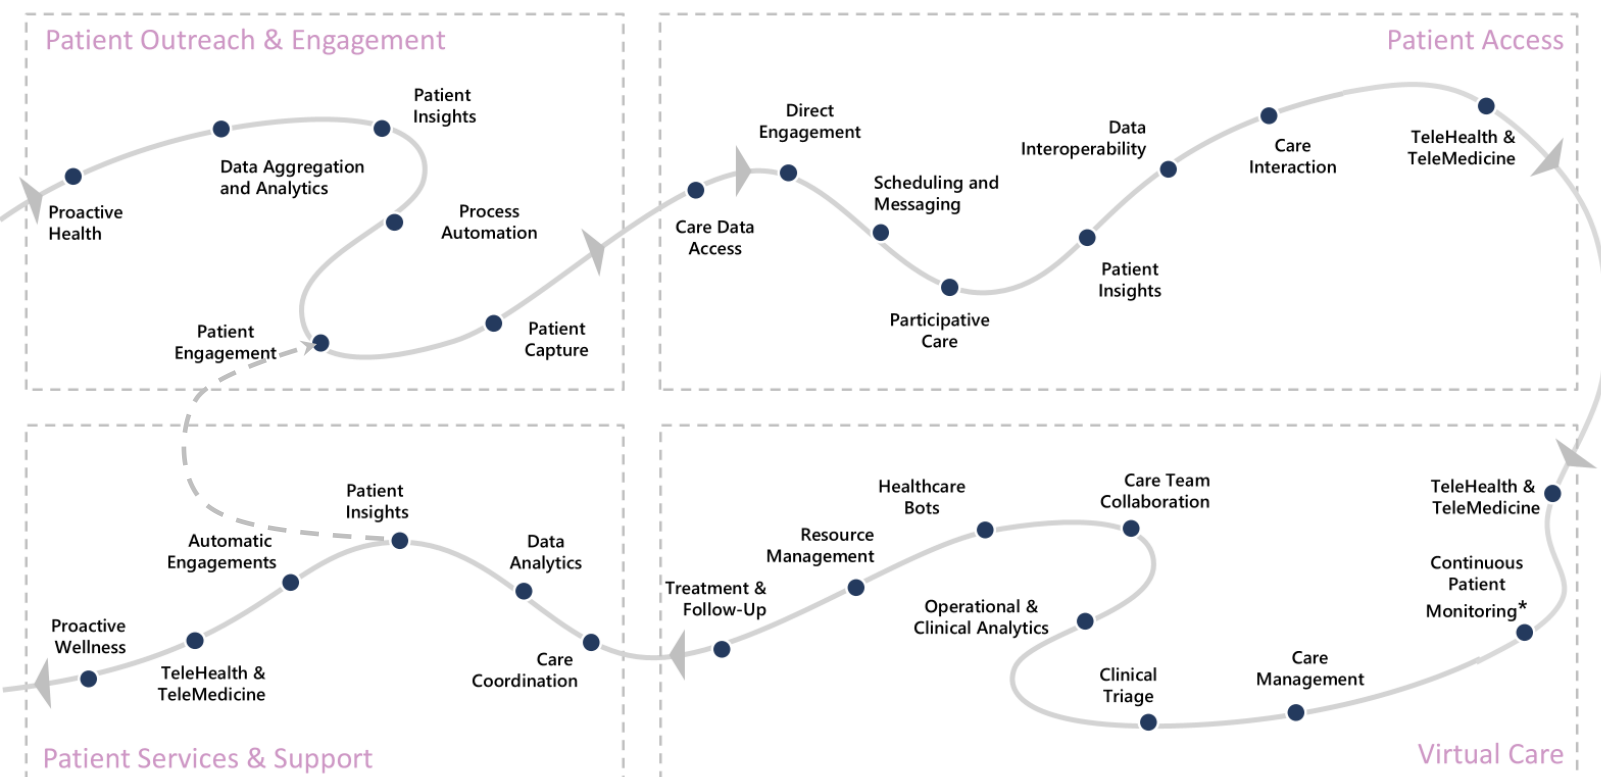 Patient Outreach & Engagement
Patient
Insights
Data Aggregation
and Analytics
Proactive
Health
Process
Automation
Patient
Engagement
Patient
Capture
Patient Access
Direct
Engagement
Care Data
Access
Scheduling and
Messaging
Participative
Care
Data
Interoperability
Patient
Insights
Care
Interaction
TeleHealth &
TeleMedicine
Patient
Insights
Automatic
Engagements
Data
Analytics
Proactive
Wellness
TeleHealth &
TeleMedicine
Care
Coordination
Patient Services & Support
Healthcare
Bots
Care Team
Collaboration
TeleHealth &
TeleMedicine
Resource
Management
Treatment &
Follow-Up
Operational &
Clinical Analytics
Continuous
Patient
Monitoring*
Clinical
Triage
Care
Management
Virtual Care